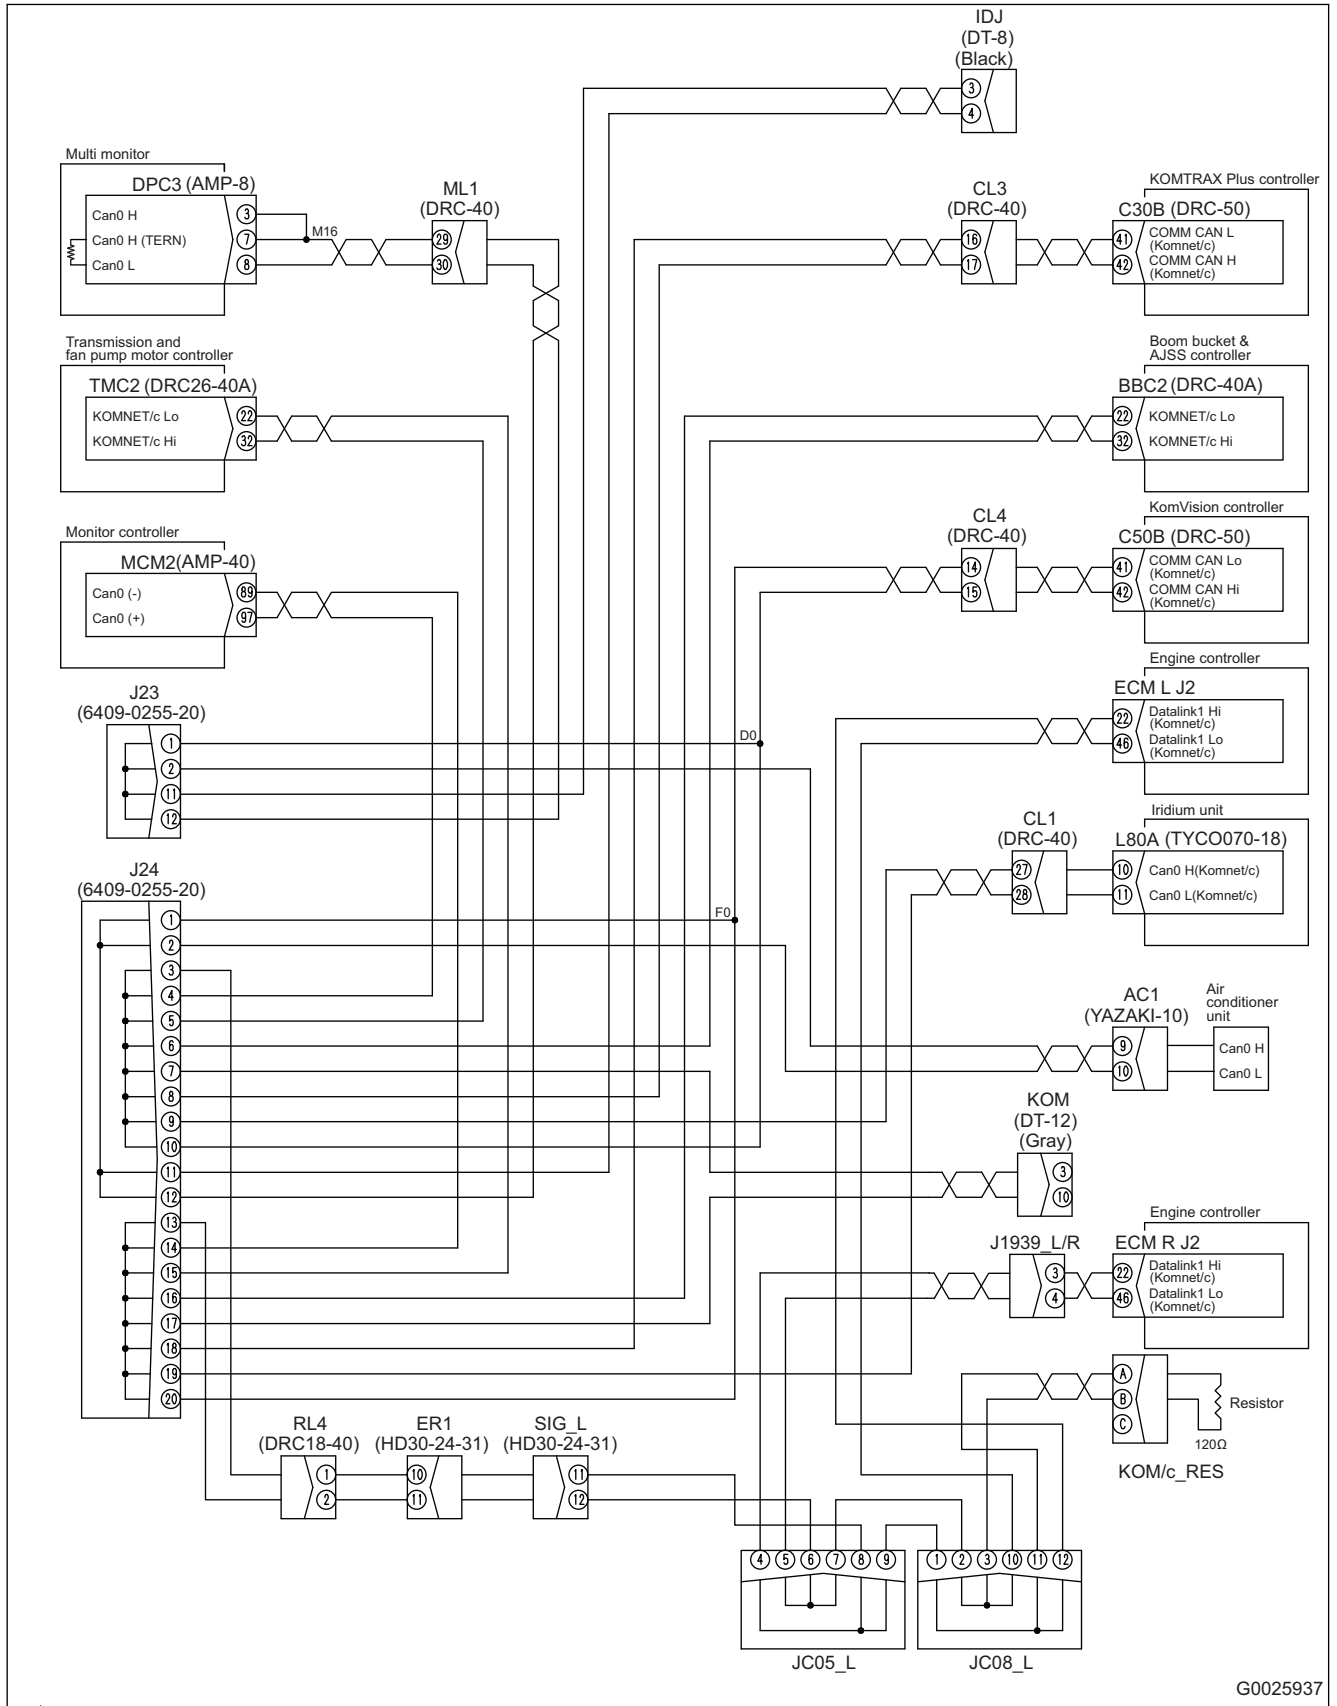 IDJ
(DT-8)
(Black)
3
4
Multi monitor
DPC3 (AMP-8)
Can0 H
Can0 H (TERN)
Can0 L
3
7
8
M16
ML1
(DRC-40)
29
30
CL3
(DRC-40)
16
17
KOMTRAX Plus controller
C30B (DRC-50)
41
42
COMM CAN L
(Komnet/c)
COMM CAN H
(Komnet/c)
Transmission and
fan pump motor controller
TMC2 (DRC26-40A)
KOMNET/c Lo
KOMNET/c Hi
22
32
Boom bucket &
AJSS controller
BBC2 (DRC-40A)
22
32
KOMNET/c Lo
KOMNET/c Hi
Monitor controller
MCM2(AMP-40)
Can0 (-)
Can0 (+)
89
97
CL4
(DRC-40)
14
15
KomVision controller
C50B (DRC-50)
41
42
COMM CAN Lo
(Komnet/c)
COMM CAN Hi
(Komnet/c)
Engine controller
ECM L J2
22
46
Datalink1 Hi
(Komnet/c)
Datalink1 Lo
(Komnet/c)
J23
(6409-0255-20)
1
2
11
12
D0
CL1
(DRC-40)
27
28
Iridium unit
L80A (TYCO070-18)
10
11
Can0 H(Komnet/c)
Can0 L(Komnet/c)
J24
(6409-0255-20)
1
2
3
4
5
6
7
8
9
10
11
12
13
14
15
16
17
18
19
20
F0
AC1
(YAZAKI-10)
9
10
Air
conditioner
unit
Can0 H
Can0 L
KOM
(DT-12)
(Gray)
3
10
J1939_L/R
3
4
Engine controller
ECM R J2
22
46
Datalink1 Hi
(Komnet/c)
Datalink1 Lo
(Komnet/c)
A
B
C
Resistor
120Ω
KOM/c_RES
RL4
(DRC18-40)
1
2
ER1
(HD30-24-31)
10
11
SIG_L
(HD30-24-31)
11
12
4 5 6 7 8 9
JC05_L
1 2 3 10 11 12
JC08_L
G0025937